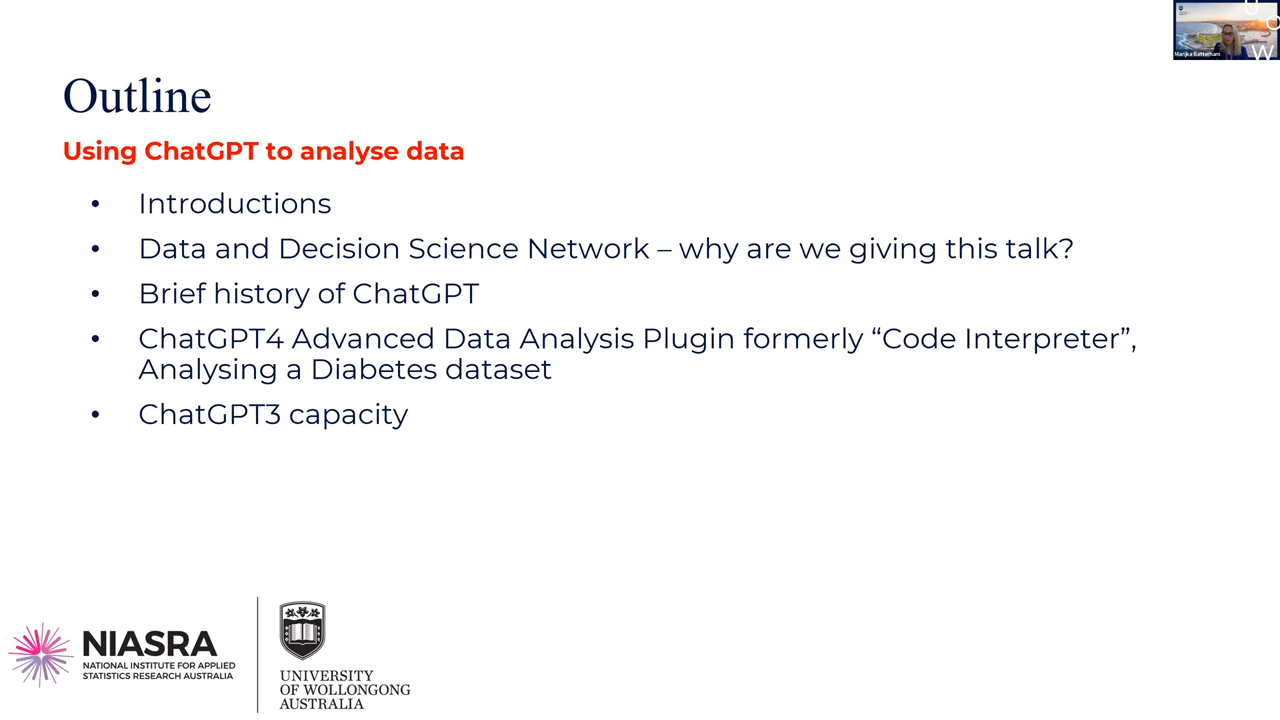 Outline
Using ChatGPT to analyse data
• Introductions
• Data and Decision Science Network – why are we giving this talk?
• Brief history of ChatGPT
• ChatGPT4 Advanced Data Analysis Plugin formerly “Code Interpreter”,
Analysing a Diabetes dataset
• ChatGPT3 capacity
NIASRA
NATIONAL INSTITUTE FOR APPLIED
STATISTICS RESEARCH AUSTRALIA
UNIVERSITY
OF WOLLONGONG
AUSTRALIA
Marijka Batterham
U
O
W